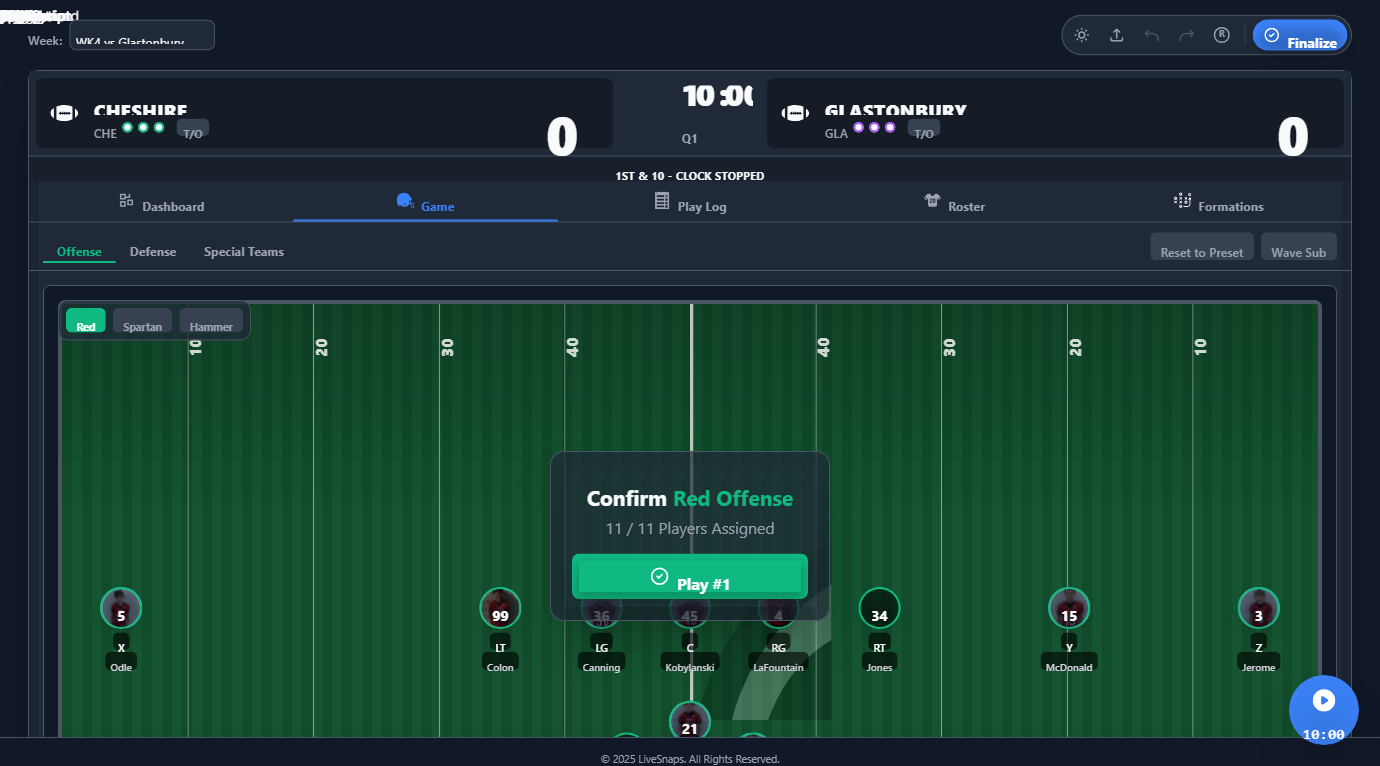 Week:
WK4 vs Glastonbury
Finalize
CHESHIRE
CHE
T/O
0
10:00
Q1
GLASTONBURY
GLA
T/O
0
1ST & 10 - CLOCK STOPPED
Dashboard
Game
Play Log
Roster
Formations
Offense
Defense
Special Teams
Reset to Preset
Wave Sub
Red
Spartan
Hammer
10
20
30
40
40
30
20
10
Confirm Red Offense
11 / 11 Players Assigned
Play #1
5
99
36
45
4
34
15
3
X
LT
LG
C
RG
RT
Y
Z
Odle
Colon
Canning
Kobylanski
LaFountain
Jones
McDonald
Jerome
21
10:00
© 2025 LiveSnaps. All Rights Reserved.